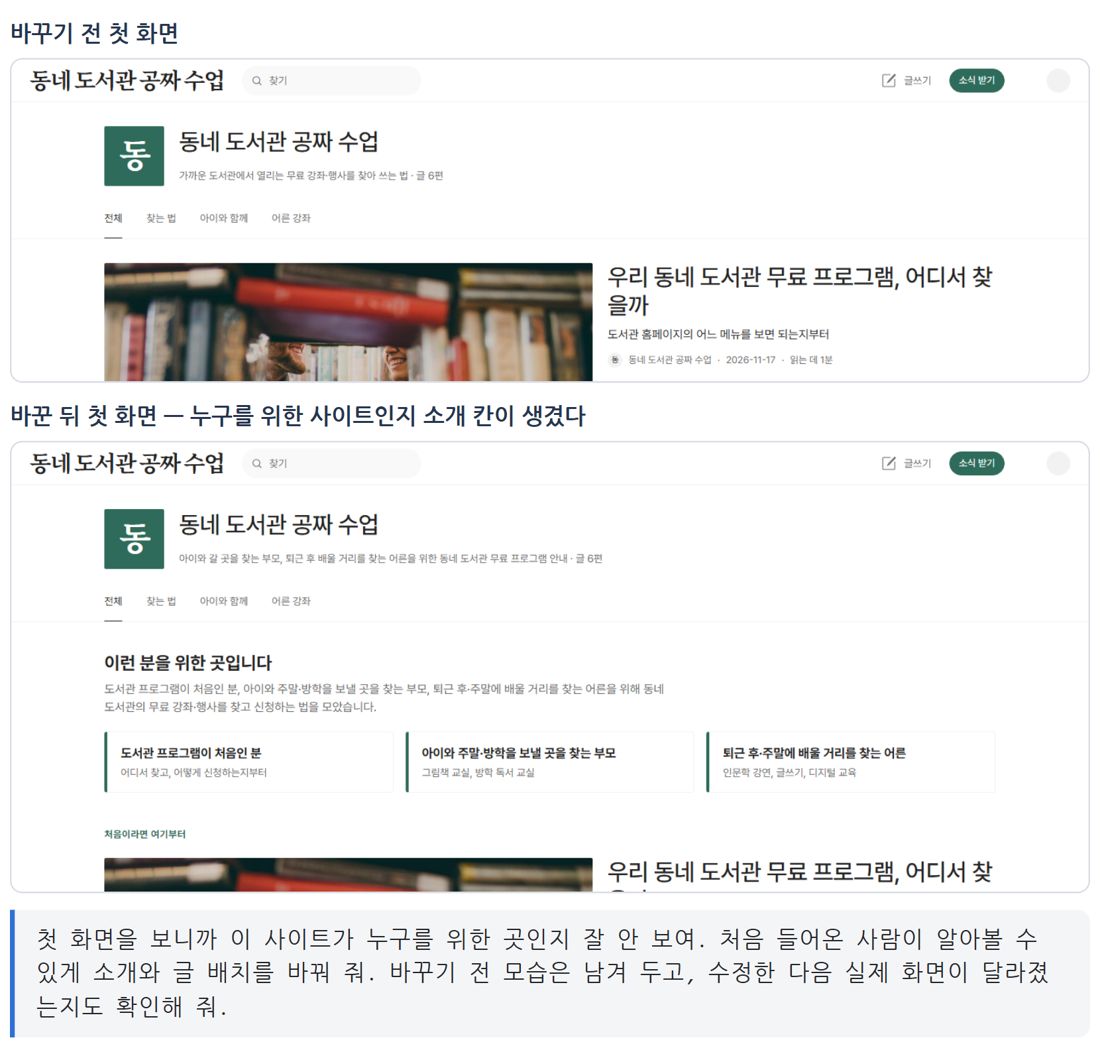 바꾸기 전 첫 화면
동네 도서관 공짜 수업
찾기
글쓰기
소식 받기
동
동네 도서관 공짜 수업
가까운 도서관에서 열리는 무료 강좌·행사를 찾아 쓰는 법 · 글 6편
전체 찾는 법 아이와 함께 어른 강좌
우리 동네 도서관 무료 프로그램, 어디서 찾
을까
도서관 홈페이지의 어느 메뉴를 보면 되는지부터
동 동네 도서관 공짜 수업 · 2026-11-17 · 읽는 데 1분
바꾼 뒤 첫 화면 — 누구를 위한 사이트인지 소개 칸이 생겼다
동네 도서관 공짜 수업
찾기
글쓰기
소식 받기
동
동네 도서관 공짜 수업
아이와 갈 곳을 찾는 부모, 퇴근 후 배울 거리를 찾는 어른을 위한 동네 도서관 무료 프로그램 안내 · 글 6편
전체 찾는 법 아이와 함께 어른 강좌
이런 분을 위한 곳입니다
도서관 프로그램이 처음인 분, 아이와 주말·방학을 보낼 곳을 찾는 부모, 퇴근 후·주말에 배울 거리를 찾는 어른을 위해 동네
도서관의 무료 강좌·행사를 찾고 신청하는 법을 모았습니다.
도서관 프로그램이 처음인 분
어디서 찾고, 어떻게 신청하는지부터
아이와 주말·방학을 보낼 곳을 찾는 부모
그림책 교실, 방학 독서 교실
퇴근 후·주말에 배울 거리를 찾는 어른
인문학 강연, 글쓰기, 디지털 교육
처음이라면 여기부터
우리 동네 도서관 무료 프로그램, 어디서 찾
첫 화면을 보니까 이 사이트가 누구를 위한 곳인지 잘 안 보여. 처음 들어온 사람이 알아볼 수
있게 소개와 글 배치를 바꿔 줘. 바꾸기 전 모습은 남겨 두고, 수정한 다음 실제 화면이 달라졌
는지도 확인해 줘.